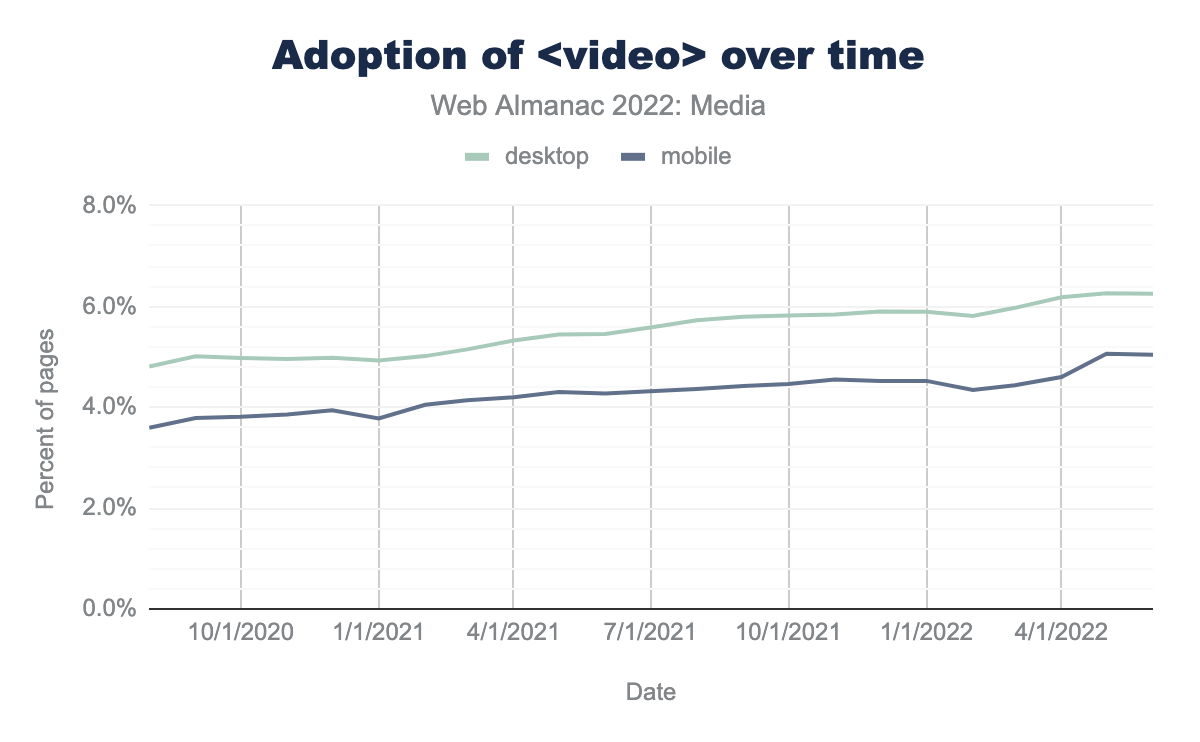 Adoption of <video> over time
Web Almanac 2022: Media
desktop mobile
8.0%
6.0%
4.0%
2.0%
0.0%
Percent of pages
10/1/2020 1/1/2021 4/1/2021 7/1/2021 10/1/2021 1/1/2022 4/1/2022
Date